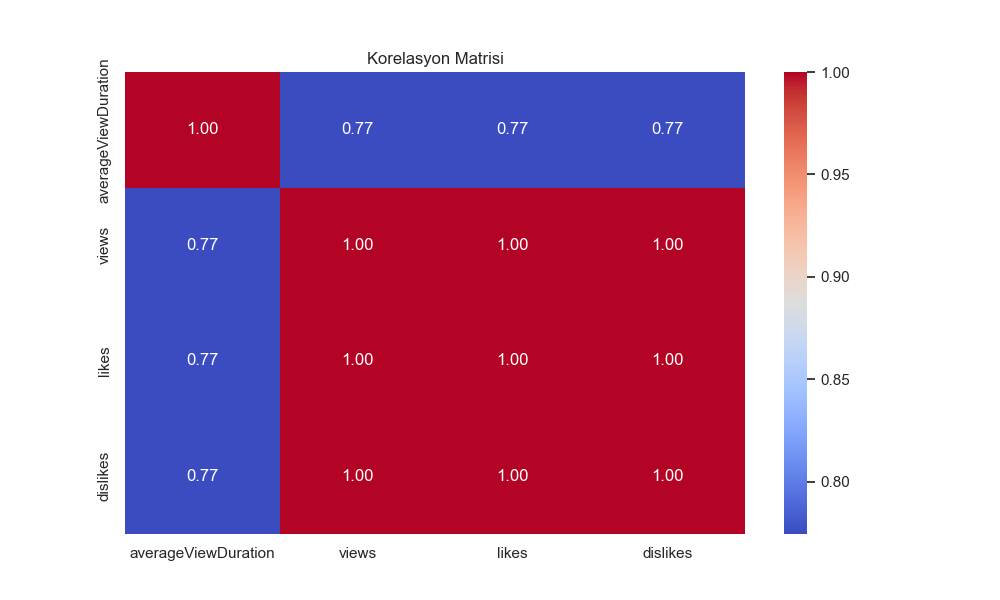 Korelasyon Matrisi
averageViewDuration
1.00 0.77 0.77 0.77
views
0.77 1.00 1.00 1.00
likes
0.77 1.00 1.00 1.00
dislikes
0.77 1.00 1.00 1.00
averageViewDuration views likes dislikes
1.00
0.95
0.90
0.85
0.80